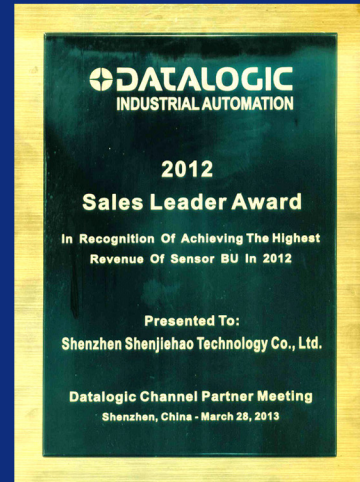 DATALOGIC
INDUSTRIAL AUTOMATION
2012
Sales Leader Award
In Recognition Of Achieving The Highest
Revenue Of Sensor BU In 2012
Presented To:
Shenzhen Shenjiehao Technology Co., Ltd.
Datalogic Channel Partner Meeting
Shenzhen, China - March 28, 2013